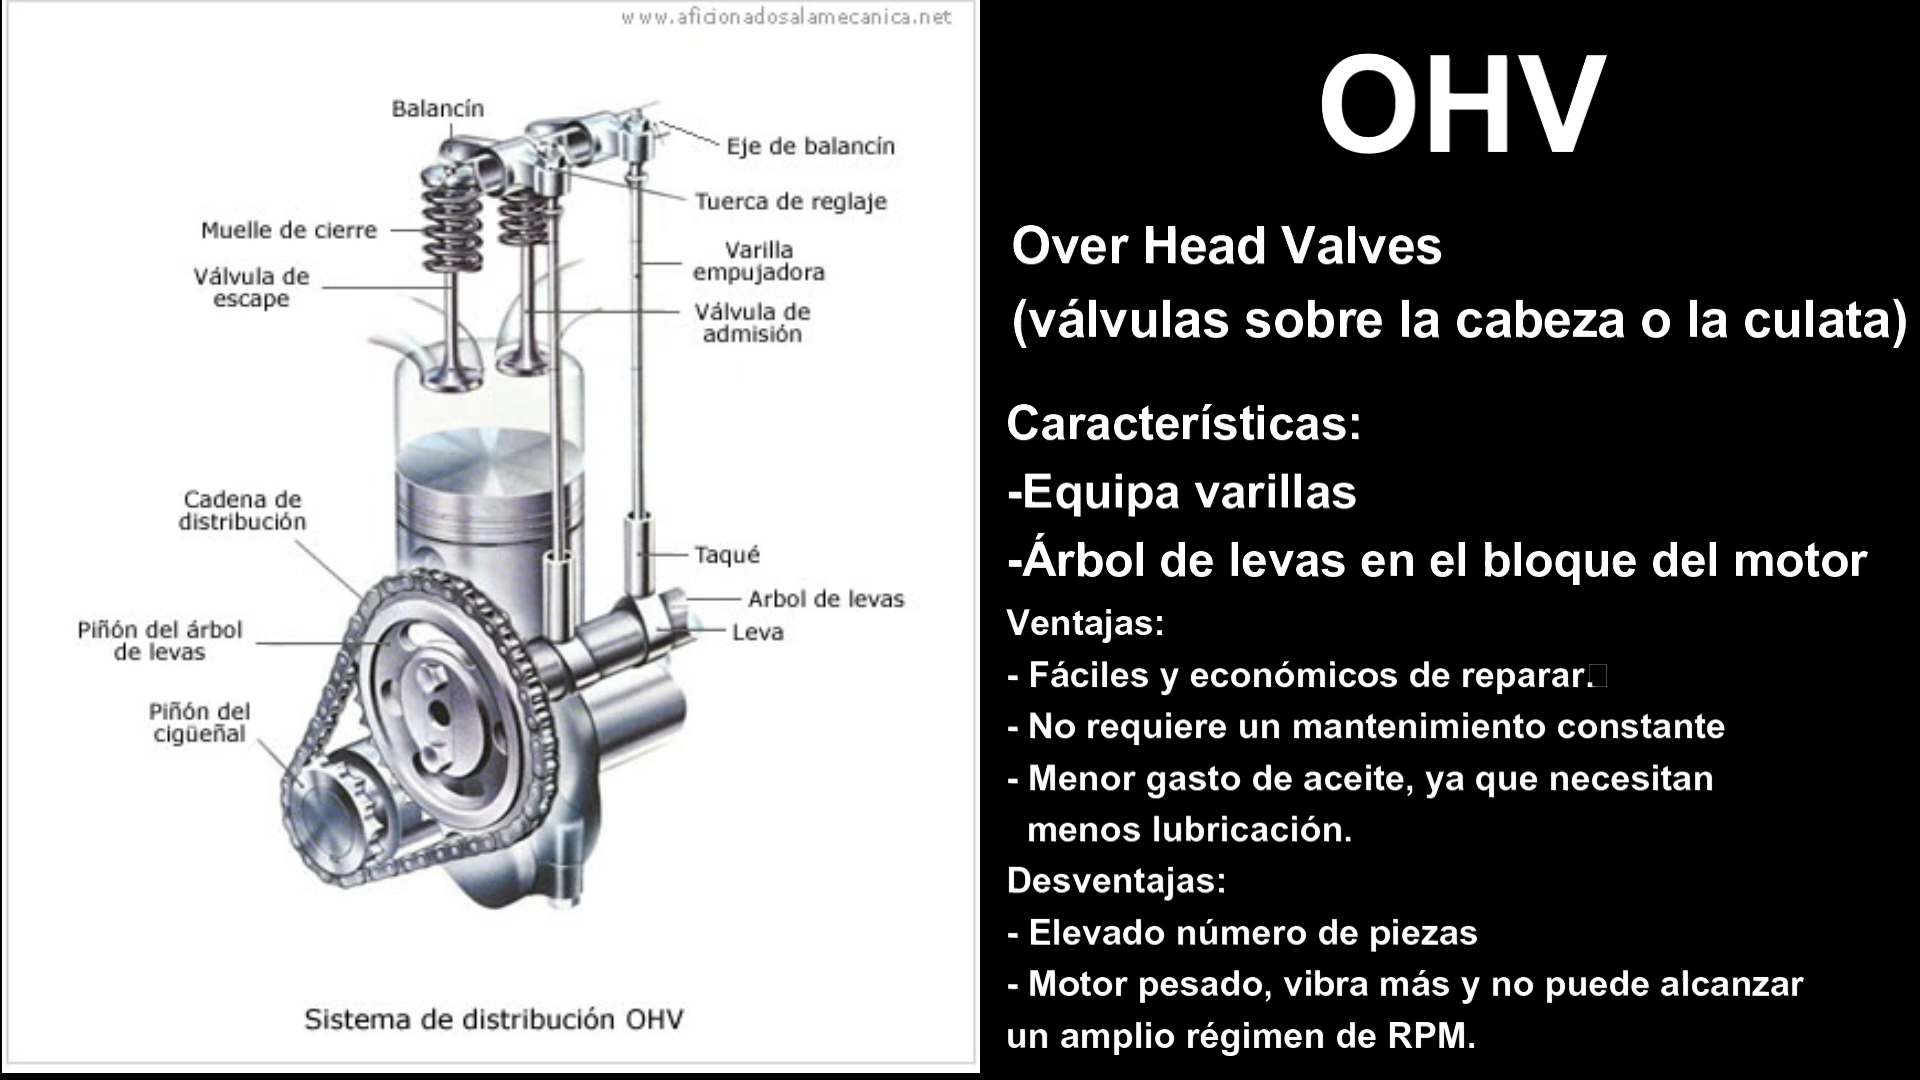 www.aficionadosalamecanica.net
Balancín
Eje de balancín
Tuerca de reglaje
Muelle de cierre
Varilla
empujadora
Válvula de
escape
Válvula de
admisión
Cadena de
distribución
Taqué
Arbol de levas
Leva
Piñón del árbol
de levas
Piñón del
cigüeñal
Sistema de distribución OHV
OHV
Over Head Valves
(válvulas sobre la cabeza o la culata)
Características:
-Equipa varillas
-Árbol de levas en el bloque del motor
Ventajas:
- Fáciles y económicos de reparar.
- No requiere un mantenimiento constante
- Menor gasto de aceite, ya que necesitan
menos lubricación.
Desventajas:
- Elevado número de piezas
- Motor pesado, vibra más y no puede alcanzar
un amplio régimen de RPM.